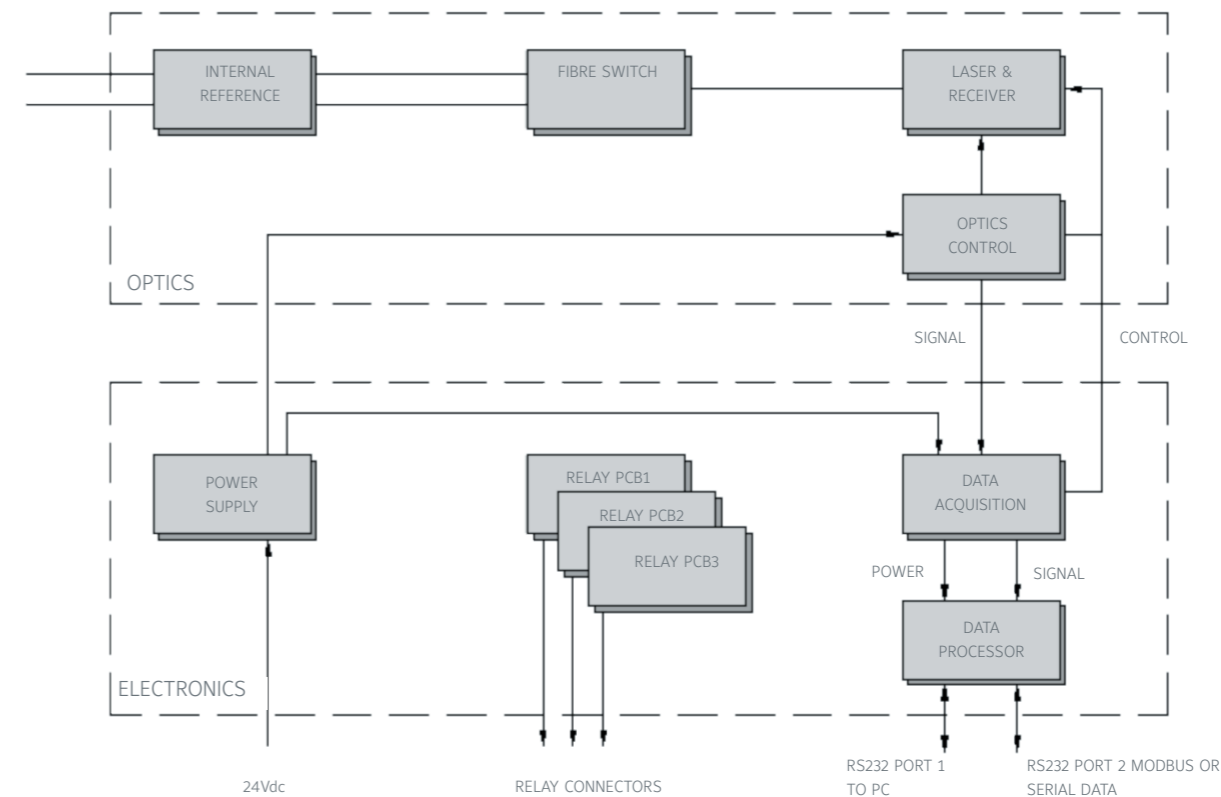 INTERNAL
REFERENCE
FIBRE SWITCH
LASER &
RECEIVER
OPTICS
CONTROL
OPTICS
SIGNAL
CONTROL
POWER
SUPPLY
RELAY PCB1
RELAY PCB2
RELAY PCB3
DATA
ACQUISITION
POWER
SIGNAL
DATA
PROCESSOR
ELECTRONICS
24Vdc
RELAY CONNECTORS
RS232 PORT 1
TO PC
RS232 PORT 2 MODBUS OR
SERIAL DATA